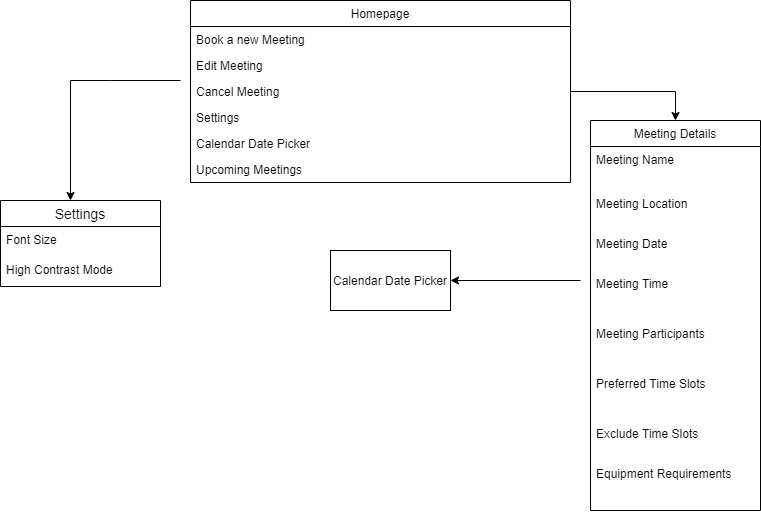 Homepage
Book a new Meeting
Edit Meeting
Cancel Meeting
Settings
Calendar Date Picker
Upcoming Meetings
Settings
Font Size
High Contrast Mode
Calendar Date Picker
Meeting Details
Meeting Name
Meeting Location
Meeting Date
Meeting Time
Meeting Participants
Preferred Time Slots
Exclude Time Slots
Equipment Requirements